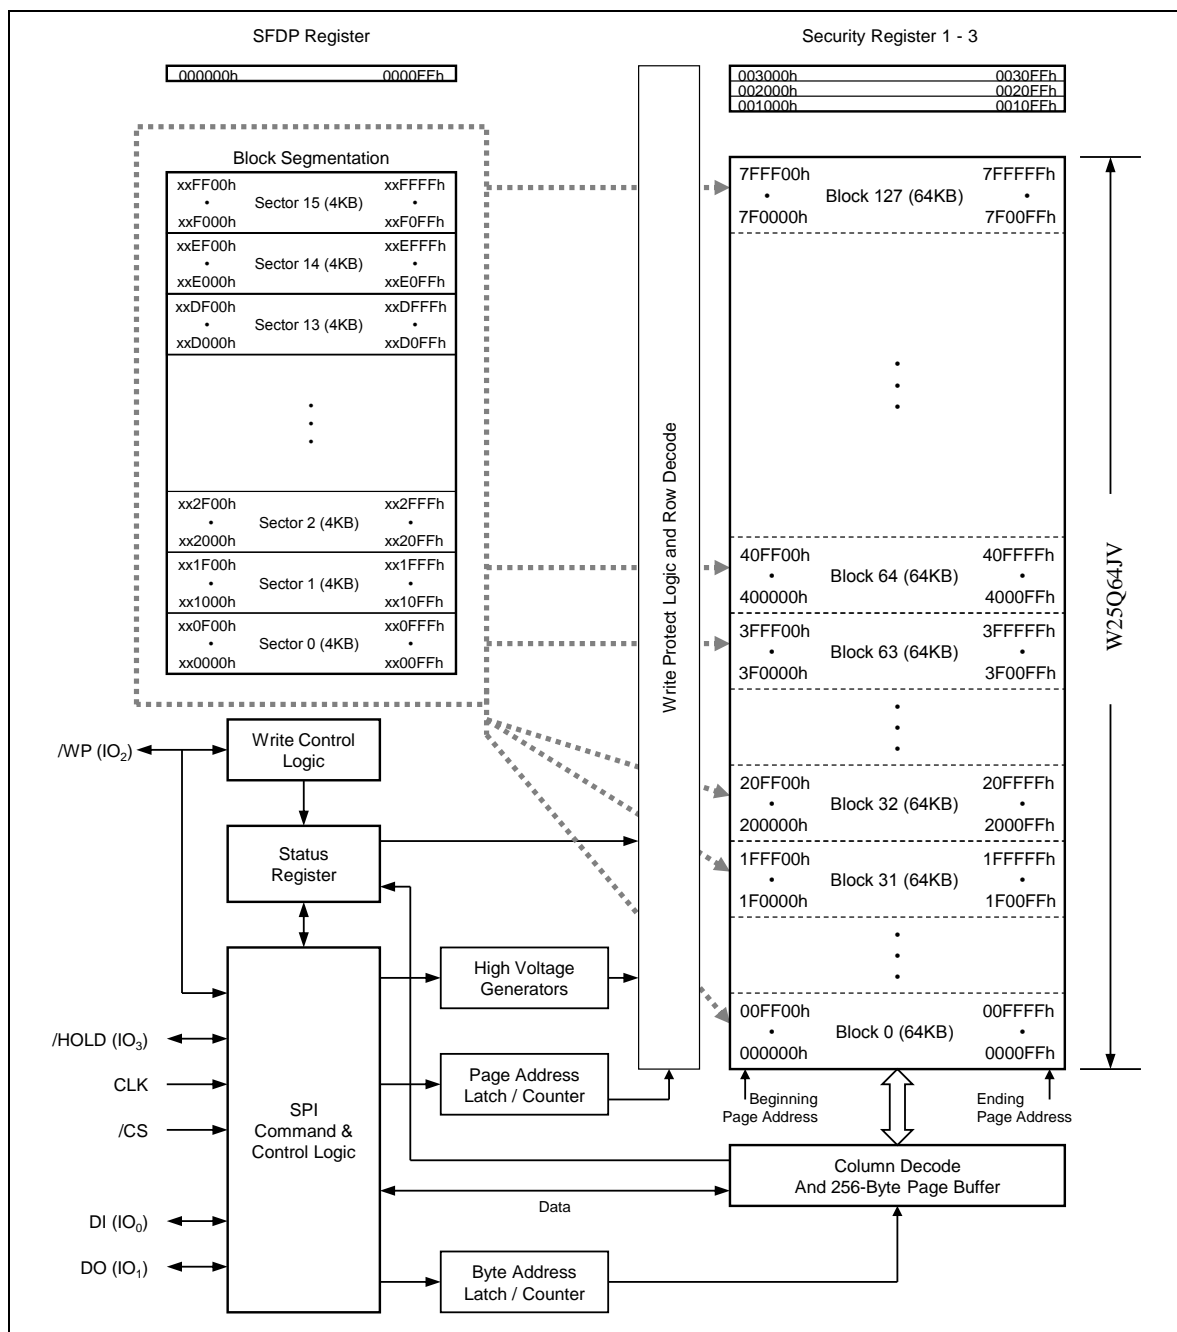 SFDP Register
000000h 0000FFh
Security Register 1 - 3
003000h 0030FFh
002000h 0020FFh
001000h 0010FFh
Block Segmentation
xxFF00h xxFFFFh
• Sector 15 (4KB) •
xxF000h xxF0FFh
xxEF00h xxEFFFh
• Sector 14 (4KB) •
xxE000h xxE0FFh
xxDF00h xxDFFFh
• Sector 13 (4KB) •
xxD000h xxD0FFh
xx2F00h xx2FFFh
• Sector 2 (4KB) •
xx2000h xx20FFh
xx1F00h xx1FFFh
• Sector 1 (4KB) •
xx1000h xx10FFh
xx0F00h xx0FFFh
• Sector 0 (4KB) •
xx0000h xx00FFh
Write Protect Logic and Row Decode
7FFF00h 7FFFFFh
• Block 127 (64KB) •
7F0000h 7F00FFh
40FF00h 40FFFFh
• Block 64 (64KB) •
400000h 4000FFh
3FFF00h 3FFFFFh
• Block 63 (64KB) •
3F0000h 3F00FFh
20FF00h 20FFFFh
• Block 32 (64KB) •
200000h 2000FFh
1FFF00h 1FFFFFh
• Block 31 (64KB) •
1F0000h 1F00FFh
00FF00h 00FFFFh
• Block 0 (64KB) •
000000h 0000FFh
W25Q64JV
Beginning
Page Address
Ending
Page Address
/WP (IO2)
Write Control
Logic
Status
Register
High Voltage
Generators
/HOLD (IO3)
CLK
/CS
DI (IO0)
DO (IO1)
SPI
Command &
Control Logic
Page Address
Latch / Counter
Column Decode
And 256-Byte Page Buffer
Data
Byte Address
Latch / Counter